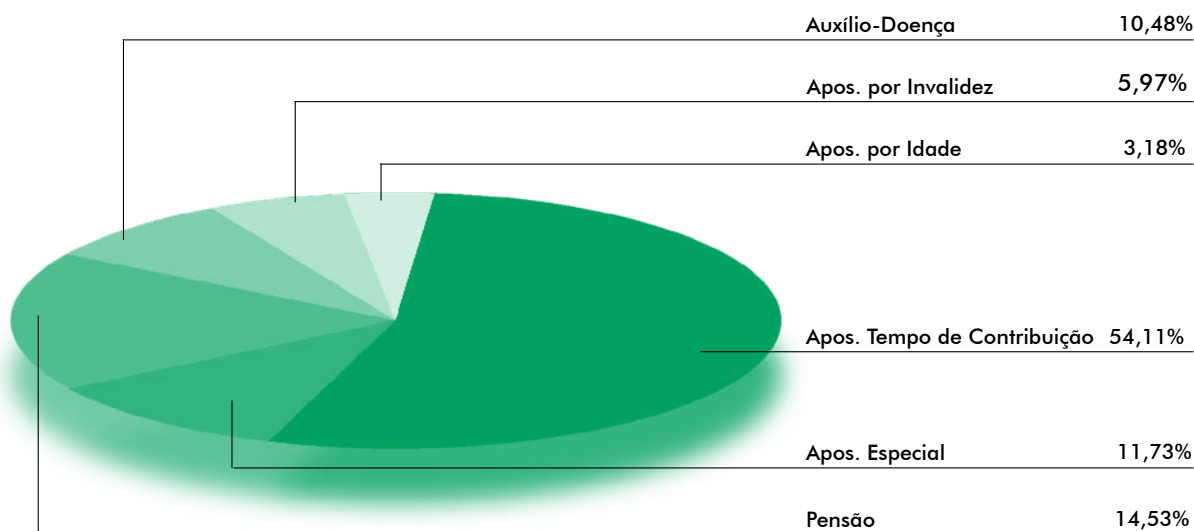 Auxílio-Doença 10,48%
Apos. por Invalidez 5,97%
Apos. por Idade 3,18%
Apos. Tempo de Contribuição 54,11%
Apos. Especial 11,73%
Pensão 14,53%